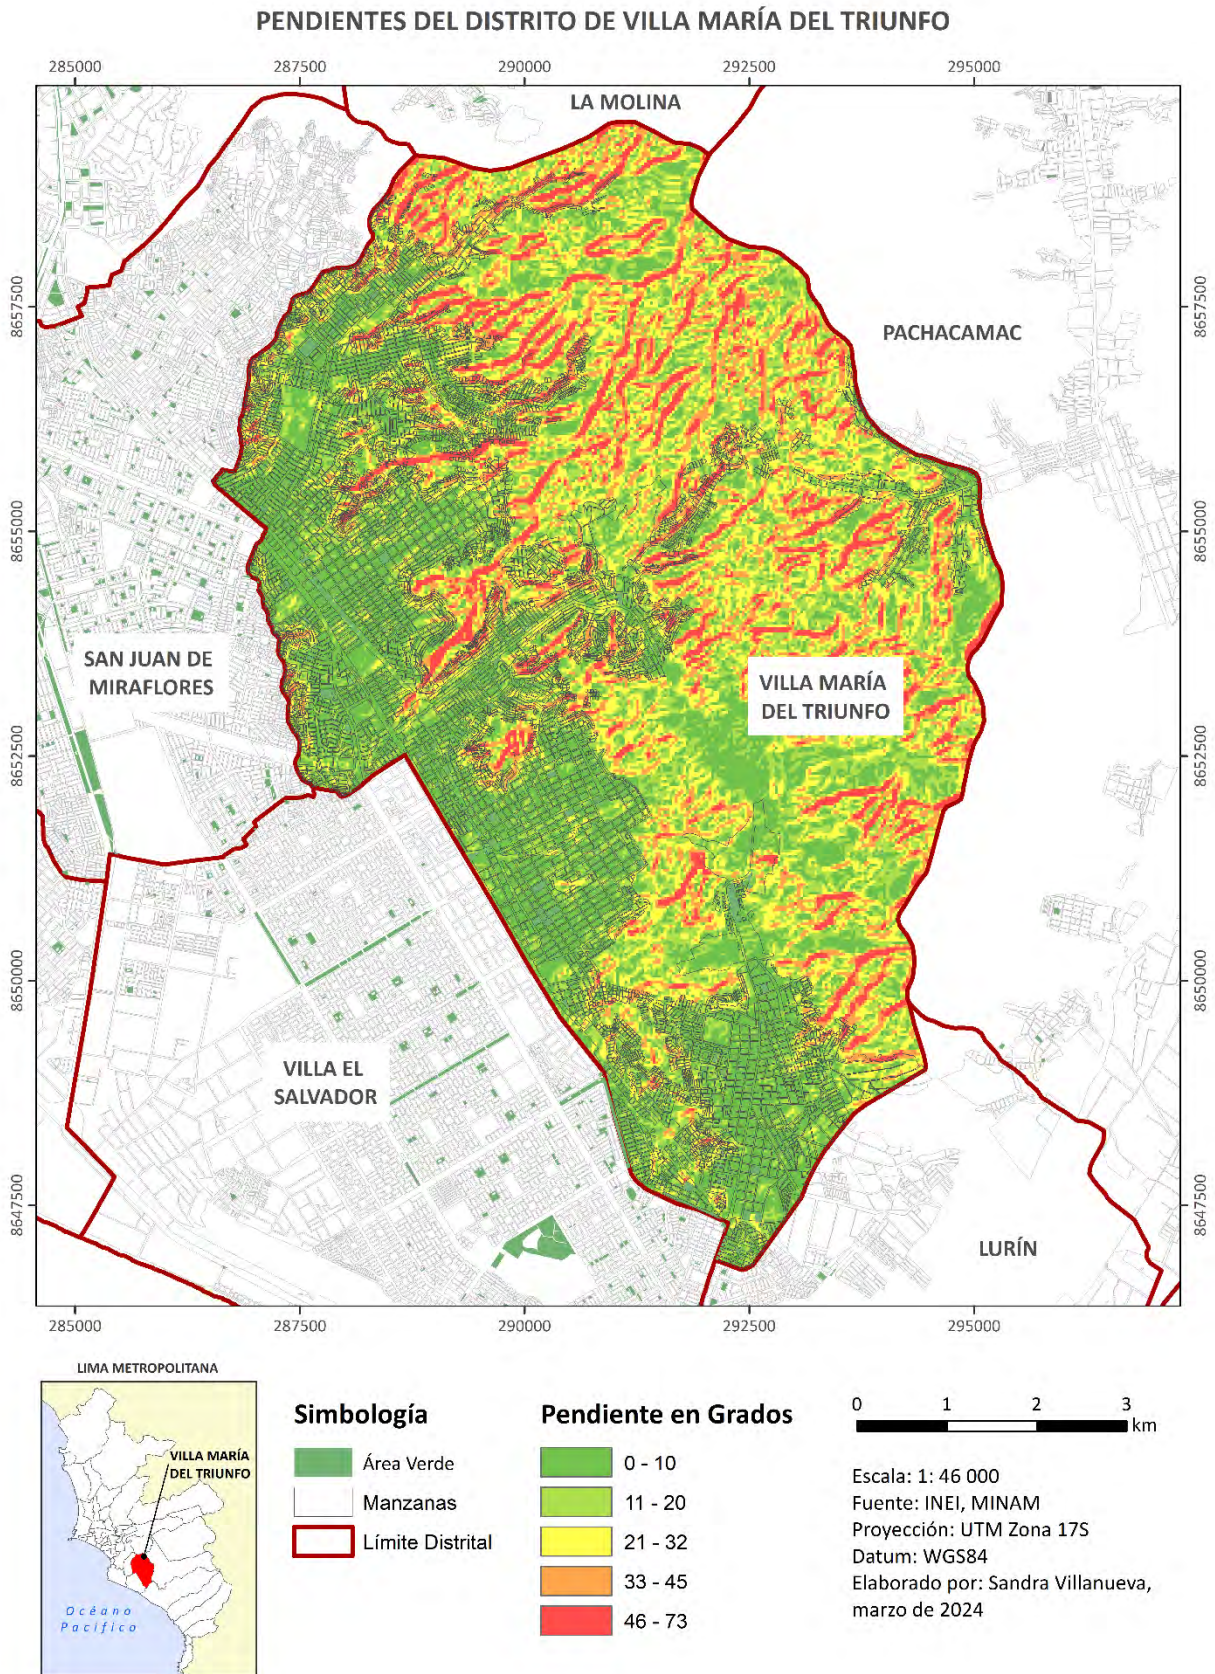 PENDIENTES DEL DISTRITO DE VILLA MARÍA DEL TRIUNFO
285000
287500
290000
292500
295000
LA MOLINA
8657500
8657500
PACHACAMAC
8655000
8655000
SAN JUAN DE
MIRAFLORES
VILLA MARÍA
DEL TRIUNFO
8652500
8652500
8650000
8650000
VILLA EL
SALVADOR
8647500
8647500
LURÍN
285000
287500
290000
292500
295000
LIMA METROPOLITANA
VILLA MARÍA
DEL TRIUNFO
Océano
Pacífico
Simbología
Área Verde
Manzanas
Límite Distrital
Pendiente en Grados
0 - 10
11 - 20
21 - 32
33 - 45
46 - 73
0 1 2 3
km
Escala: 1: 46 000
Fuente: INEI, MINAM
Proyección: UTM Zona 17S
Datum: WGS84
Elaborado por: Sandra Villanueva,
marzo de 2024